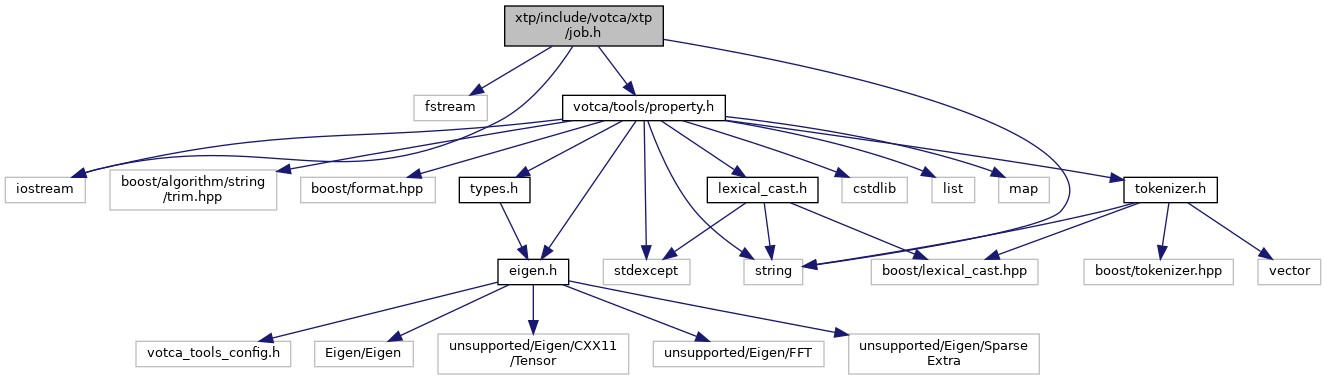 xtp/include/votca/xtp
/job.h
fstream
votca/tools/property.h
iostream
boost/algorithm/string
/trim.hpp
boost/format.hpp
types.h
lexical_cast.h
cstdlib
list
map
tokenizer.h
eigen.h
stdexcept
string
boost/lexical_cast.hpp
boost/tokenizer.hpp
vector
votca_tools_config.h
Eigen/Eigen
unsupported/Eigen/CXX11
/Tensor
unsupported/Eigen/FFT
unsupported/Eigen/Sparse
Extra